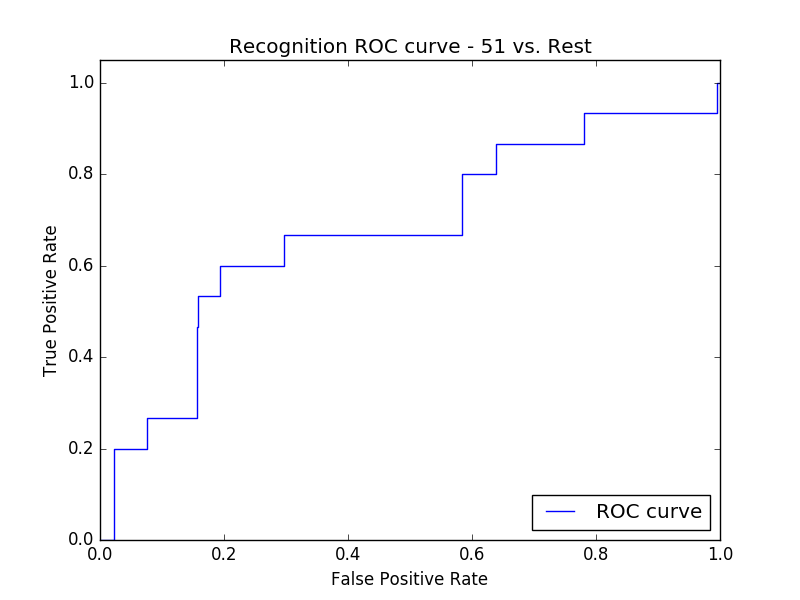 Recognition ROC curve - 51 vs. Rest
1.0
0.8
0.6
0.4
0.2
0.0
True Positive Rate
0.0 0.2 0.4 0.6 0.8 1.0
False Positive Rate
ROC curve